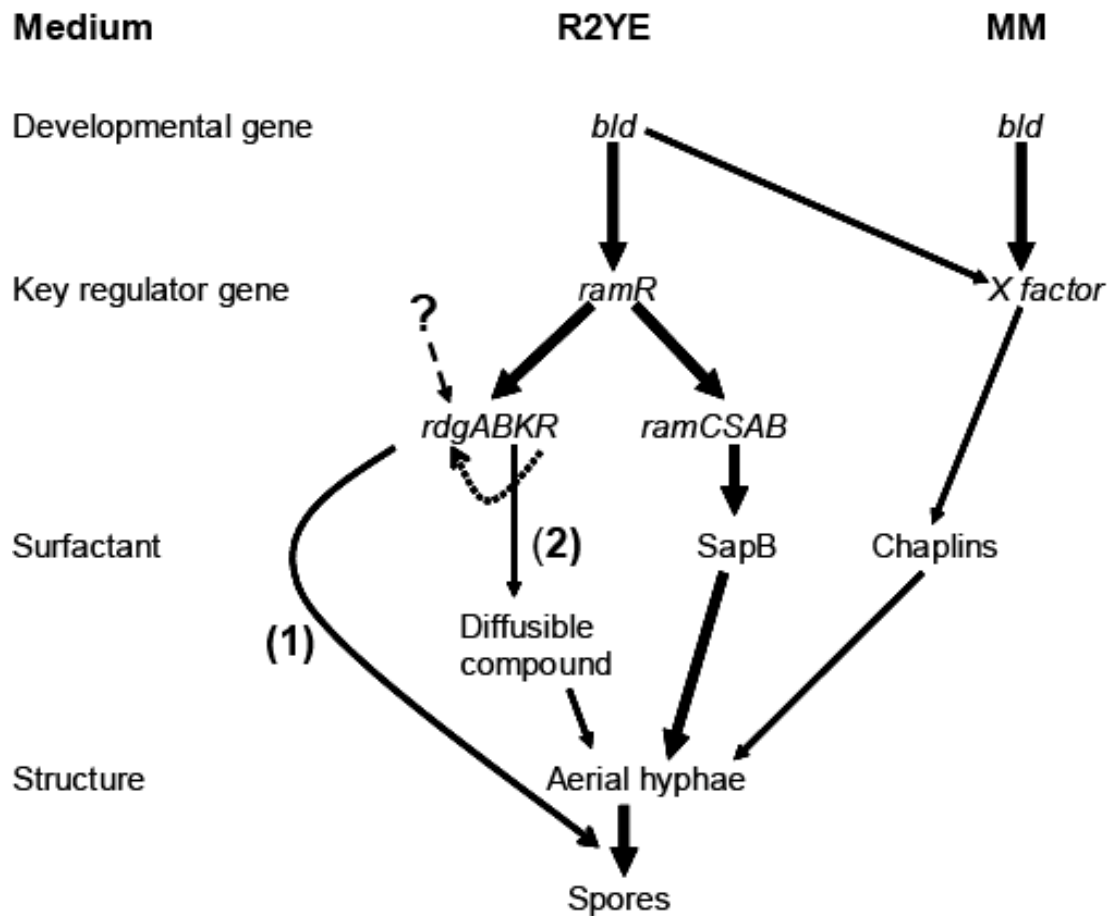 Medium R2YE MM
Developmental gene bld bld
Key regulator gene ramR X factor
?
rdgABKR ramCSAB
Surfactant (2) SapB Chaplins
Diffusible
compound
(1)
Structure Aerial hyphae
Spores